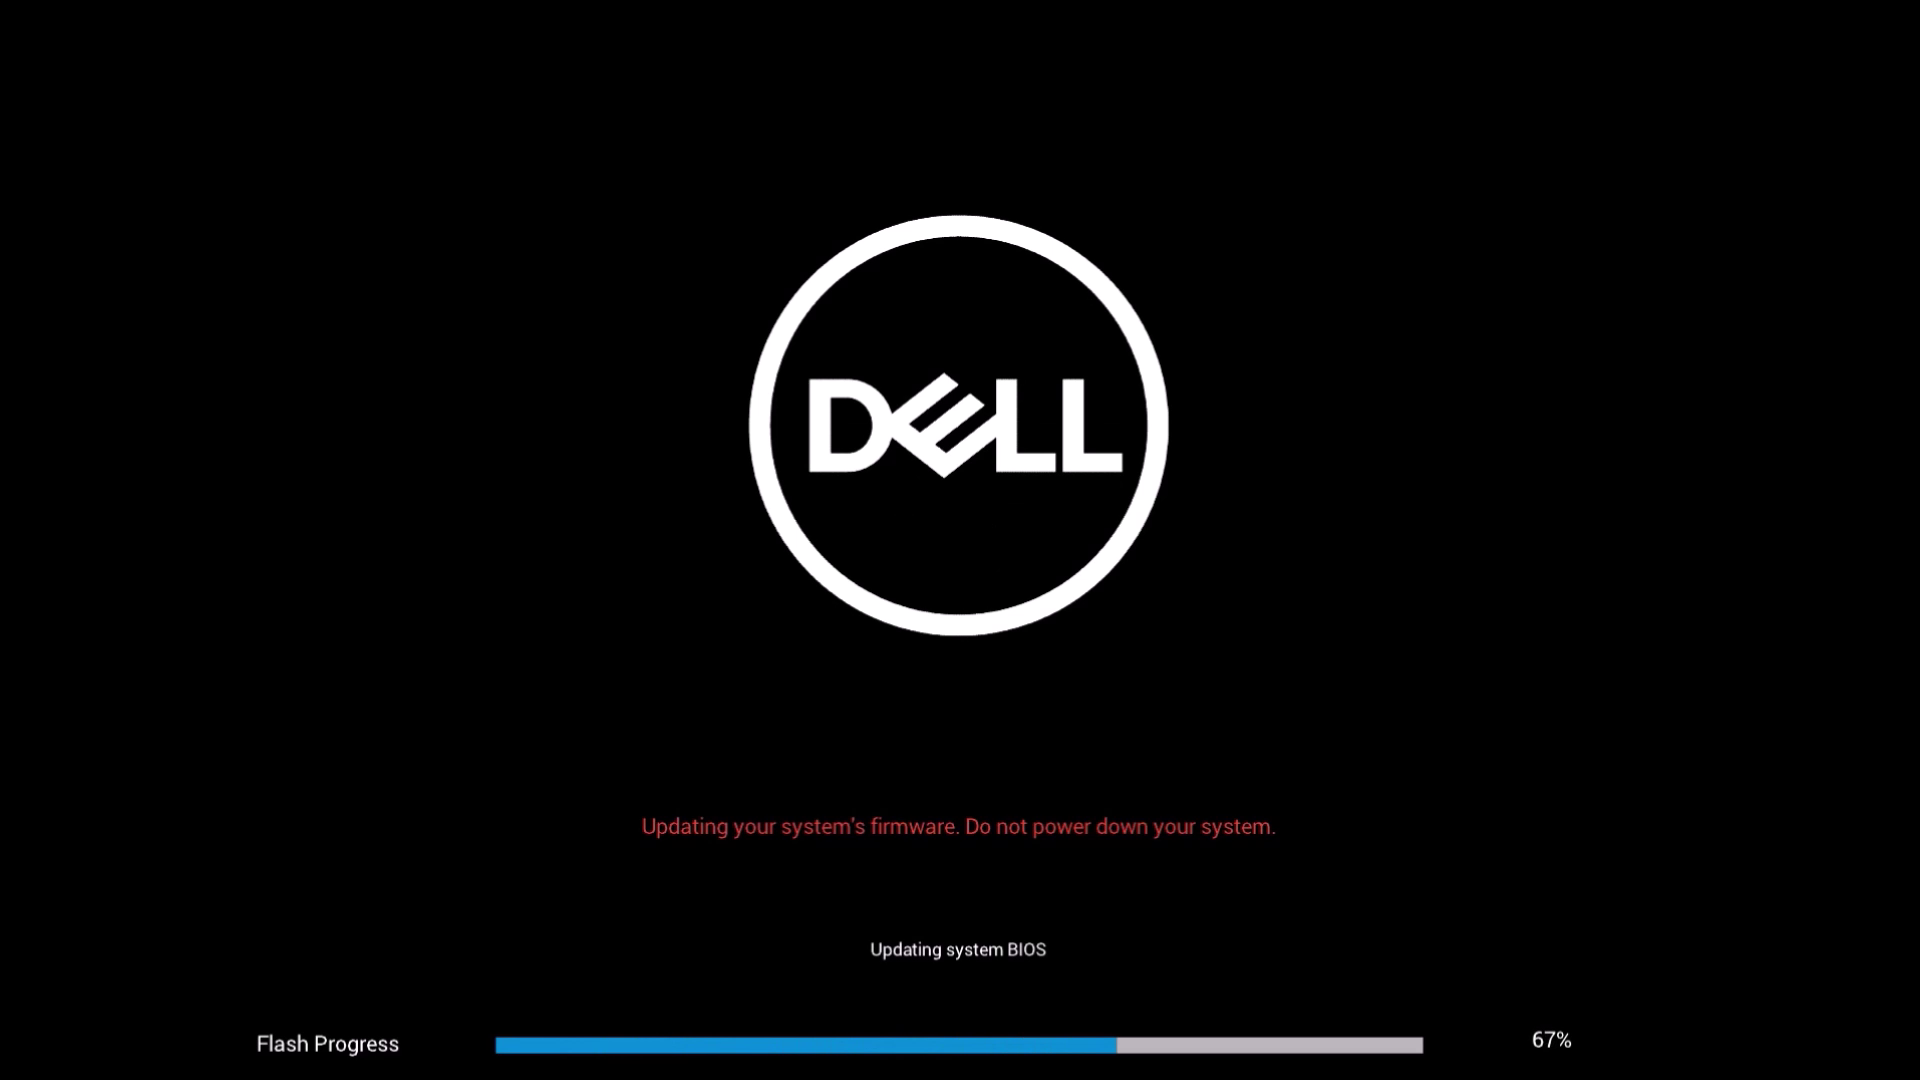 DELL
Updating your system's firmware. Do not power down your system.
Updating system BIOS
Flash Progress 67%